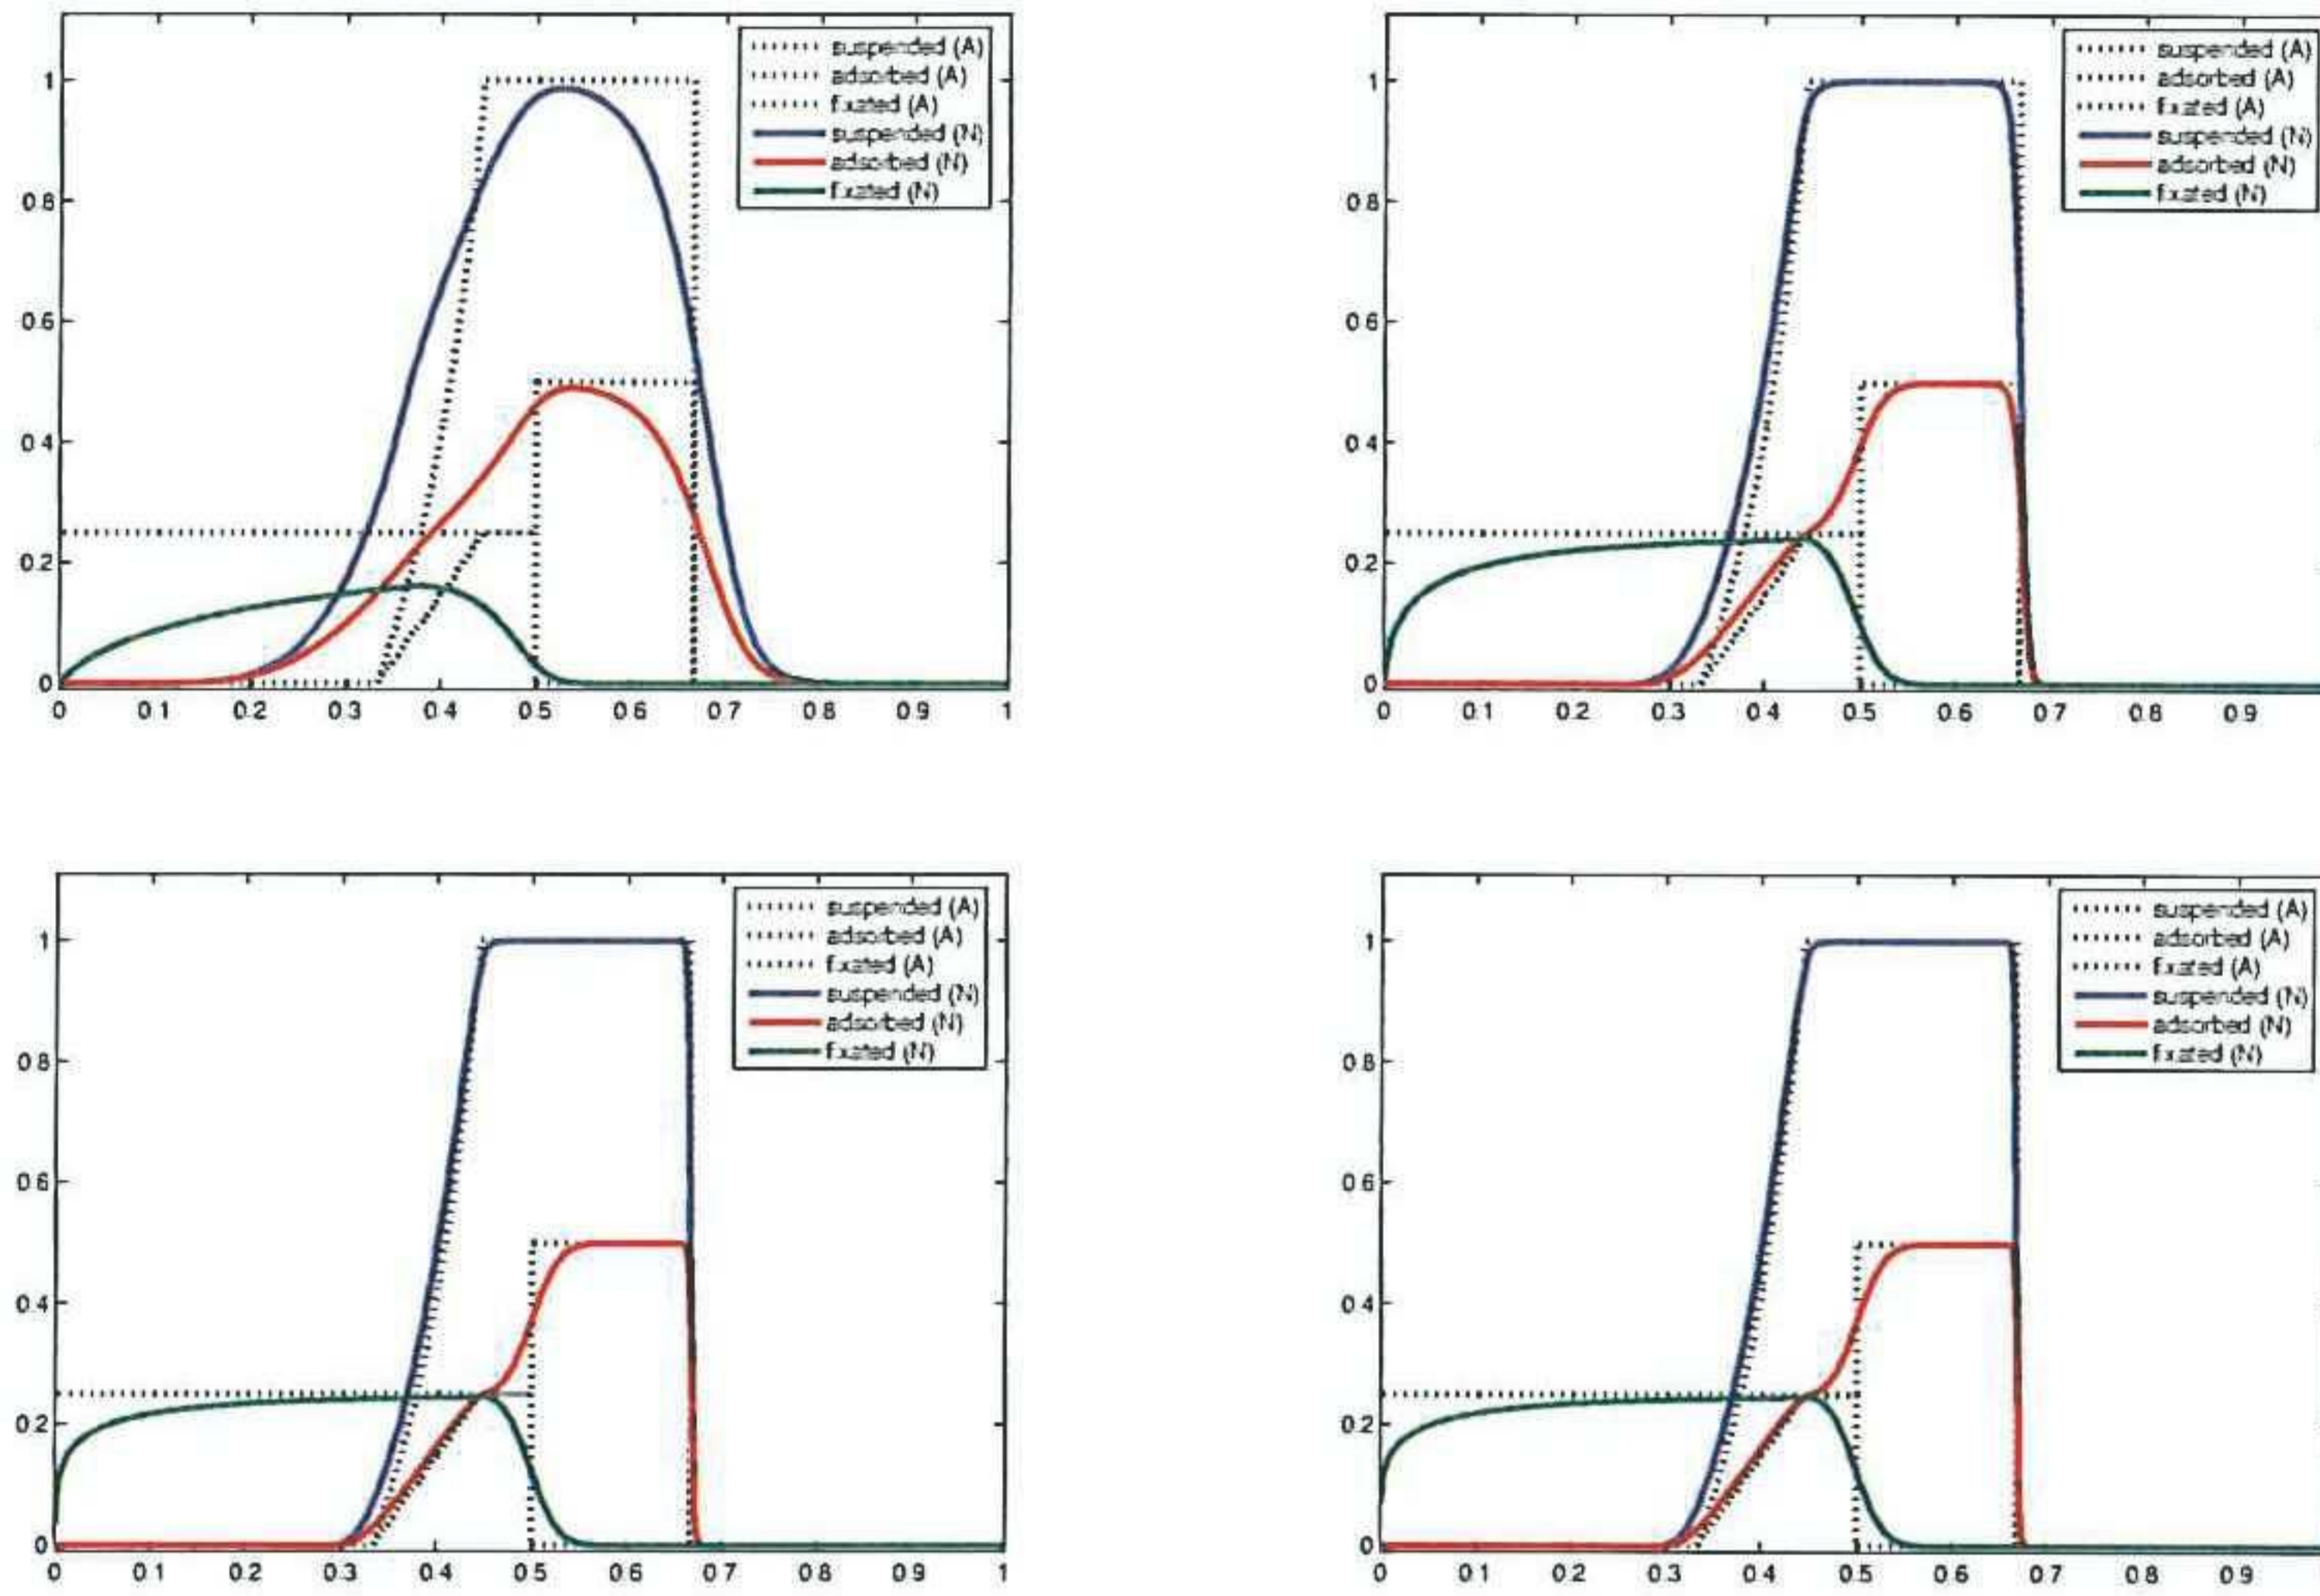 suspended (A)
adsorbed (A)
fixated (A)
suspended (N)
adsorbed (N)
fixated (N)
1
0.8
0.6
0.4
0.2
0
0 0.1 0.2 0.3 0.4 0.5 0.6 0.7 0.8 0.9 1
suspended (A)
adsorbed (A)
fixated (A)
suspended (N)
adsorbed (N)
fixated (N)
1
0.8
0.6
0.4
0.2
0
0 0.1 0.2 0.3 0.4 0.5 0.6 0.7 0.8 0.9
suspended (A)
adsorbed (A)
fixated (A)
suspended (N)
adsorbed (N)
fixated (N)
1
0.8
0.6
0.4
0.2
0
0 0.1 0.2 0.3 0.4 0.5 0.6 0.7 0.8 0.9 1
suspended (A)
adsorbed (A)
fixated (A)
suspended (N)
adsorbed (N)
fixated (N)
1
0.8
0.6
0.4
0.2
0
0 0.1 0.2 0.3 0.4 0.5 0.6 0.7 0.8 0.9